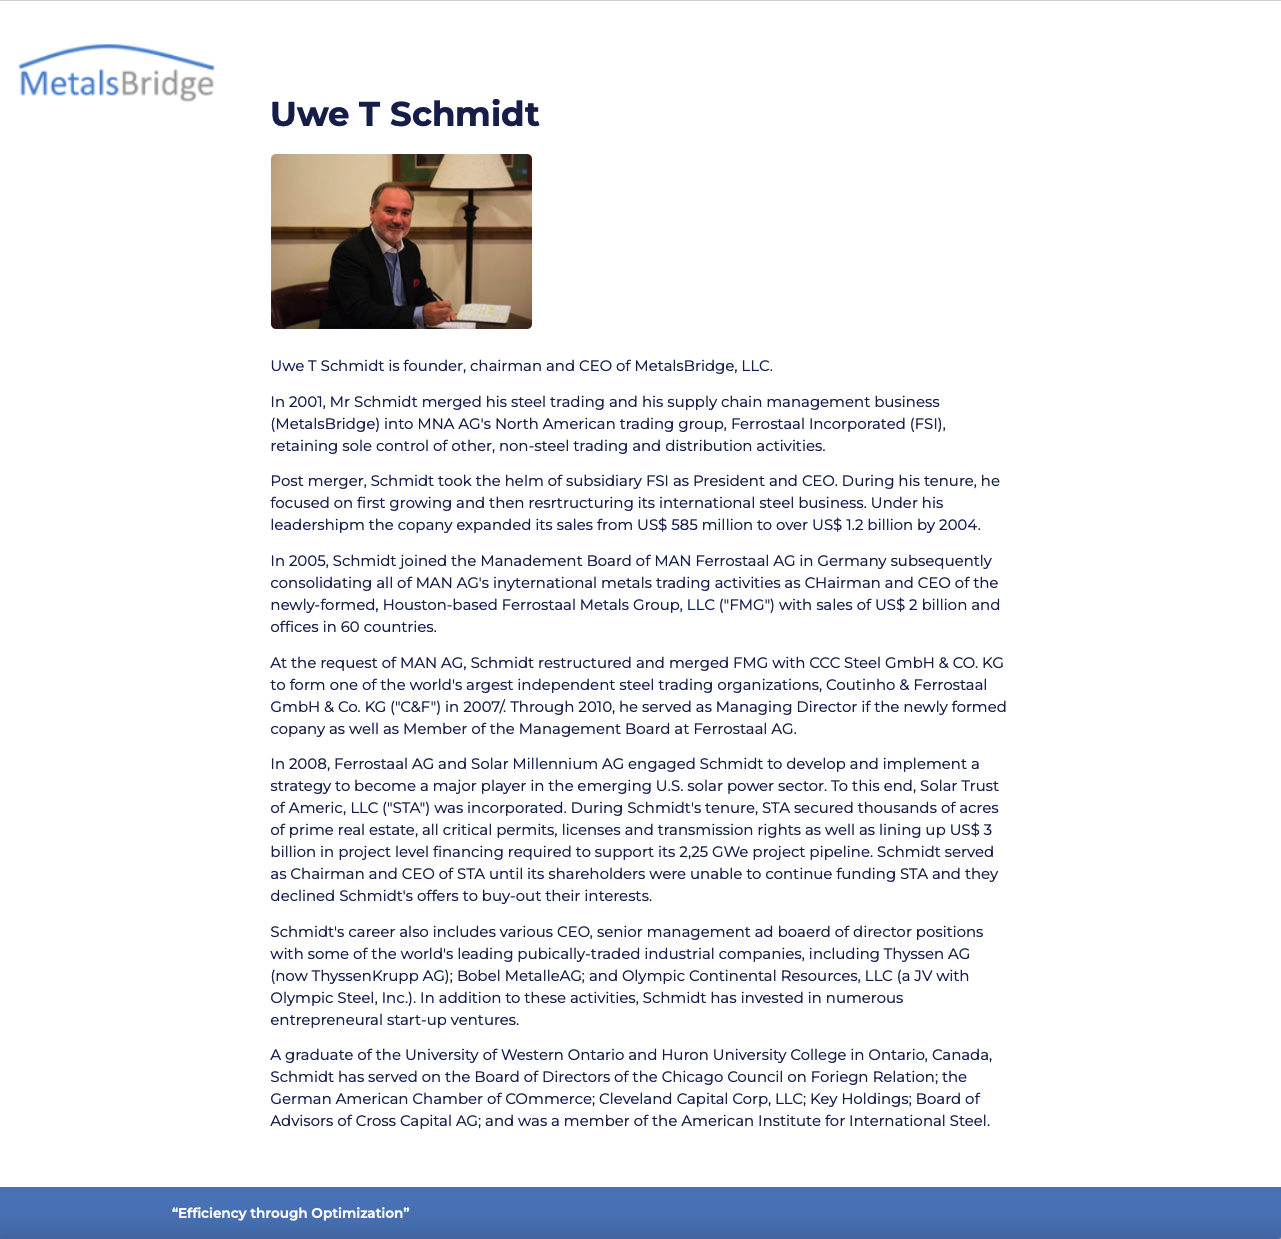 MetalsBridge
Uwe T Schmidt
Uwe T Schmidt is founder, chairman and CEO of MetalsBridge, LLC.
In 2001, Mr Schmidt merged his steel trading and his supply chain management business
(MetalsBridge) into MNA AG's North American trading group, Ferrostaal Incorporated (FSI),
retaining sole control of other, non-steel trading and distribution activities.
Post merger, Schmidt took the helm of subsidiary FSI as President and CEO. During his tenure, he
focused on first growing and then resrtructuring its international steel business. Under his
leadershipm the copany expanded its sales from US$ 585 million to over US$ 1.2 billion by 2004.
In 2005, Schmidt joined the Manadement Board of MAN Ferrostaal AG in Germany subsequently
consolidating all of MAN AG's inyternational metals trading activities as CHairman and CEO of the
newly-formed, Houston-based Ferrostaal Metals Group, LLC ("FMG") with sales of US$ 2 billion and
offices in 60 countries.
At the request of MAN AG, Schmidt restructured and merged FMG with CCC Steel GmbH & CO. KG
to form one of the world's argest independent steel trading organizations, Coutinho & Ferrostaal
GmbH & Co. KG ("C&F") in 2007/. Through 2010, he served as Managing Director if the newly formed
copany as well as Member of the Management Board at Ferrostaal AG.
In 2008, Ferrostaal AG and Solar Millennium AG engaged Schmidt to develop and implement a
strategy to become a major player in the emerging U.S. solar power sector. To this end, Solar Trust
of Americ, LLC ("STA") was incorporated. During Schmidt's tenure, STA secured thousands of acres
of prime real estate, all critical permits, licenses and transmission rights as well as lining up US$ 3
billion in project level financing required to support its 2,25 GWe project pipeline. Schmidt served
as Chairman and CEO of STA until its shareholders were unable to continue funding STA and they
declined Schmidt's offers to buy-out their interests.
Schmidt's career also includes various CEO, senior management ad boaerd of director positions
with some of the world's leading pubically-traded industrial companies, including Thyssen AG
(now ThyssenKrupp AG); Bobel MetalleAG; and Olympic Continental Resources, LLC (a JV with
Olympic Steel, Inc.). In addition to these activities, Schmidt has invested in numerous
entrepreneural start-up ventures.
A graduate of the University of Western Ontario and Huron University College in Ontario, Canada,
Schmidt has served on the Board of Directors of the Chicago Council on Foriegn Relation; the
German American Chamber of COmmerce; Cleveland Capital Corp, LLC; Key Holdings; Board of
Advisors of Cross Capital AG; and was a member of the American Institute for International Steel.
“Efficiency through Optimization”